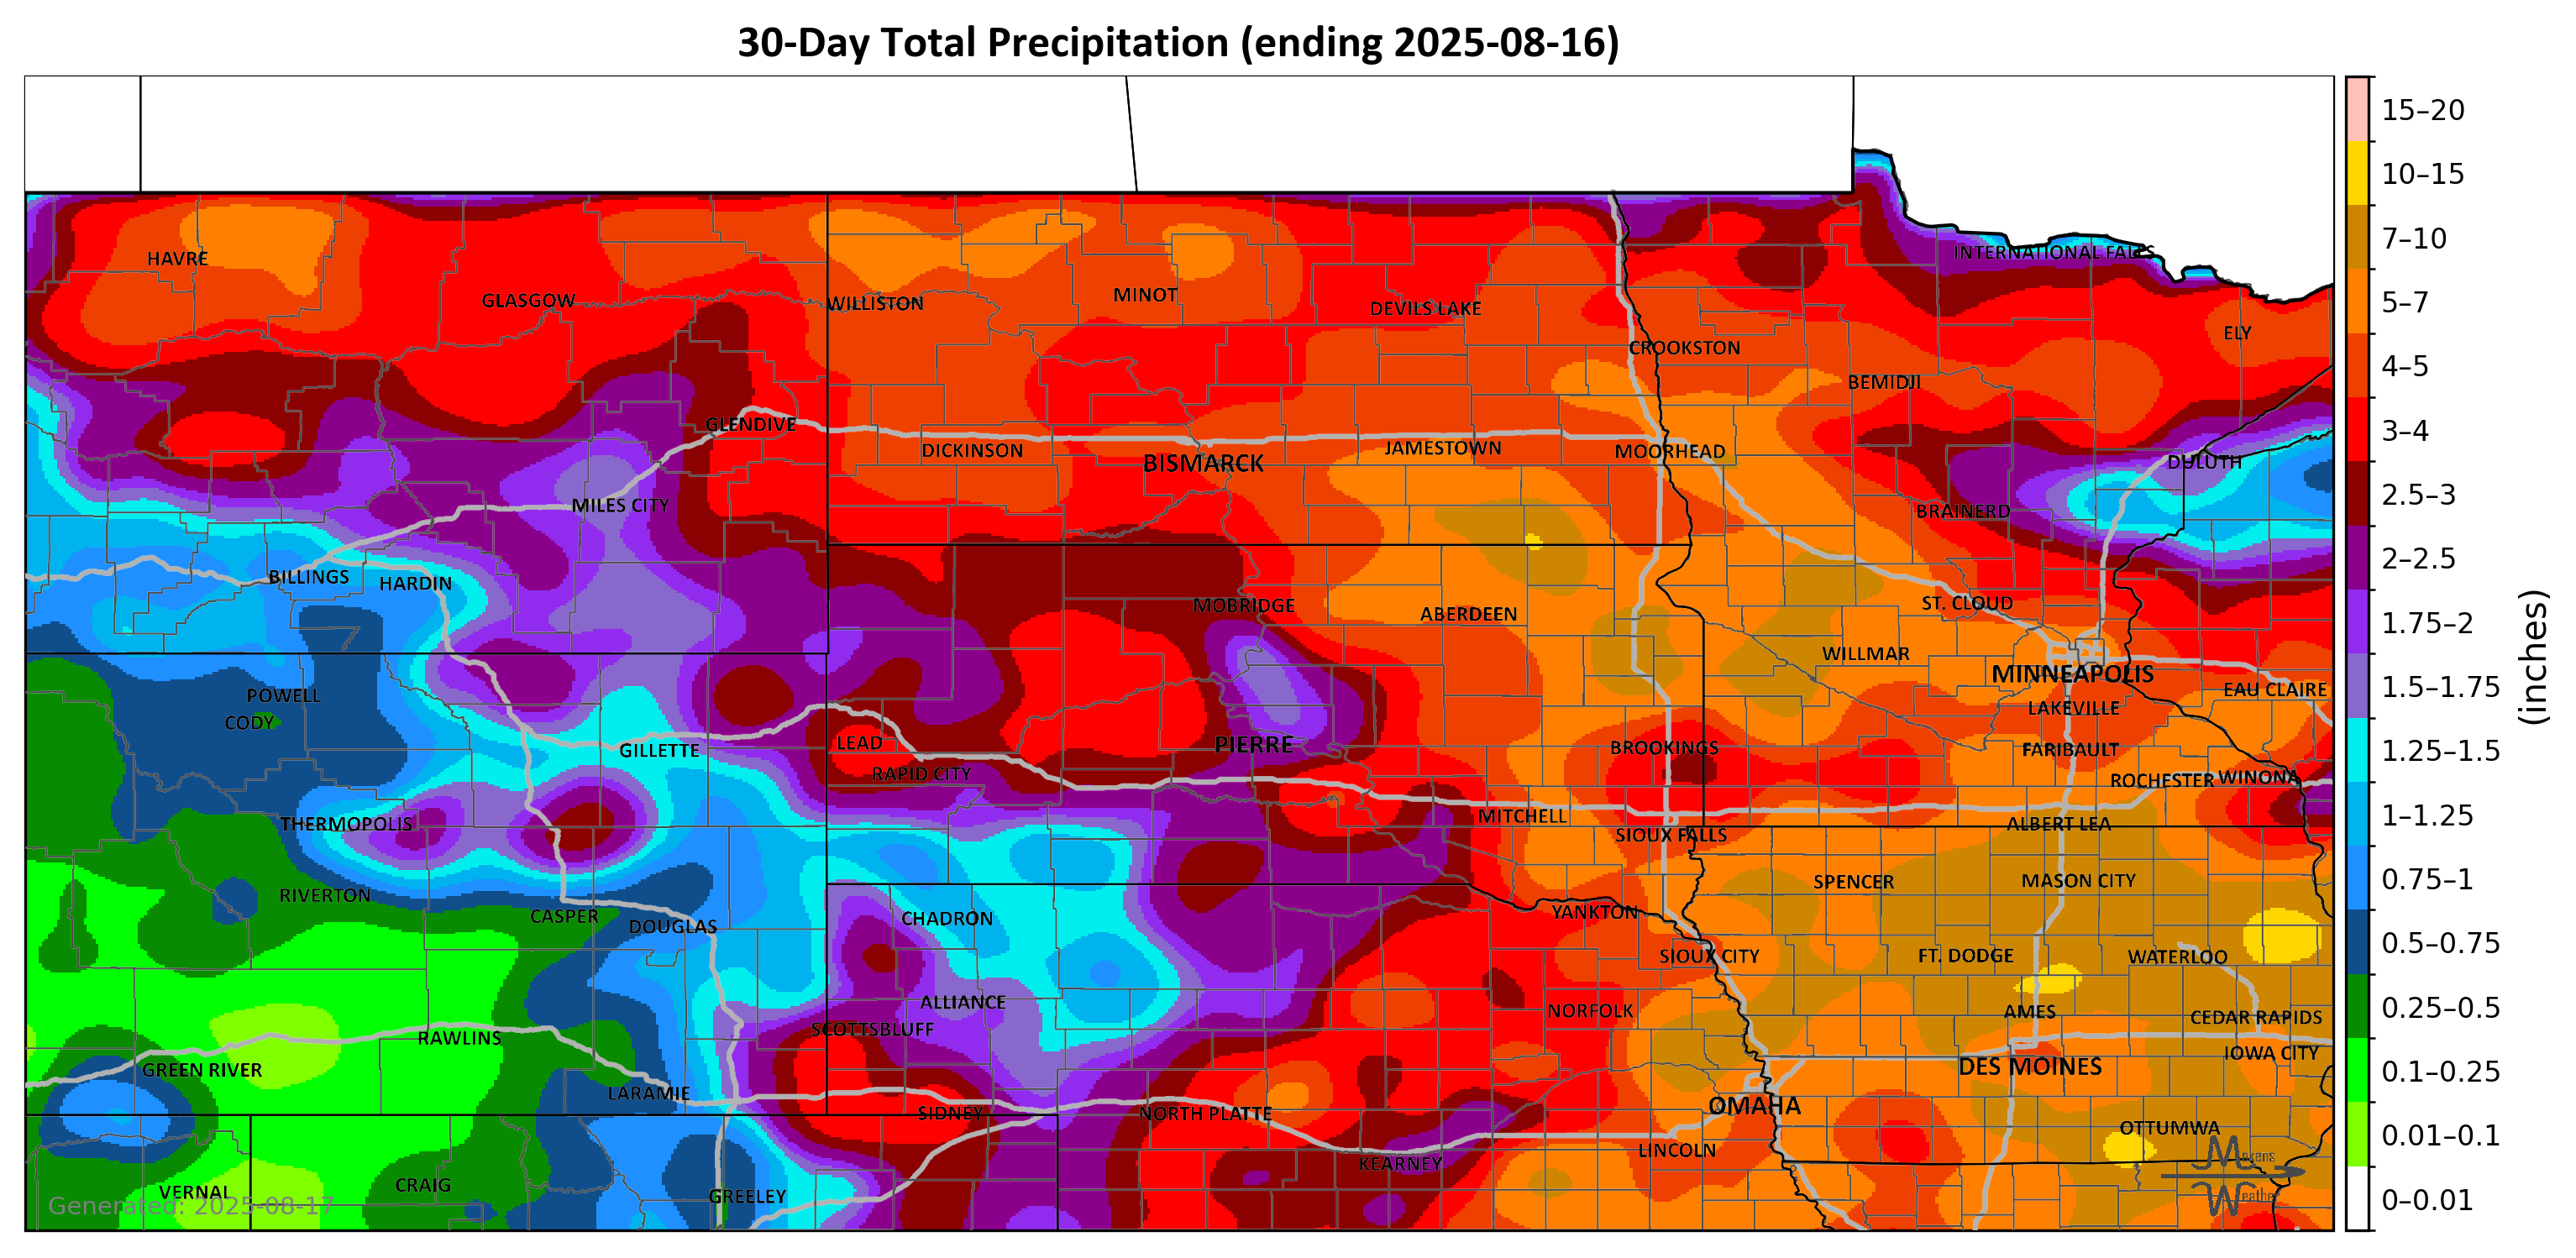 30-Day Total Precipitation (ending 2025-08-16)
15–20
10–15
7–10
5–7
4–5
3–4
2.5–3
2–2.5
1.75–2
1.5–1.75
1.25–1.5
1–1.25
0.75–1
0.5–0.75
0.25–0.5
0.1–0.25
0.01–0.1
0–0.01
(inches)
INTERNATIONAL FALLS
HAVRE
GLASGOW
WILLISTON
MINOT
DEVILS LAKE
ELY
CROOKSTON
BEMIDJI
GLENDIVE
DICKINSON
BISMARCK
JAMESTOWN
MOORHEAD
DULUTH
MILES CITY
BRAINERD
BILLINGS
HARDIN
MOBRIDGE
ABERDEEN
ST. CLOUD
WILLMAR
MINNEAPOLIS
POWELL
EAU CLAIRE
CODY
LAKEVILLE
GILLETTE
LEAD
PIERRE
BROOKINGS
FARIBAULT
RAPID CITY
ROCHESTER
WINONA
THERMOPOLIS
MITCHELL
SIOUX FALLS
ALBERT LEA
RIVERTON
SPENCER
MASON CITY
CASPER
DOUGLAS
CHADRON
YANKTON
SIOUX CITY
FT. DODGE
WATERLOO
ALLIANCE
NORFOLK
AMES
CEDAR RAPIDS
SCOTTSBLUFF
RAWLINS
IOWA CITY
GREEN RIVER
DES MOINES
LARAMIE
SIDNEY
NORTH PLATTE
OMAHA
OTTUMWA
LINCOLN
KEARNEY
Makens
Weather
VERNAL
CRAIG
GREELEY
Generated: 2025-08-17